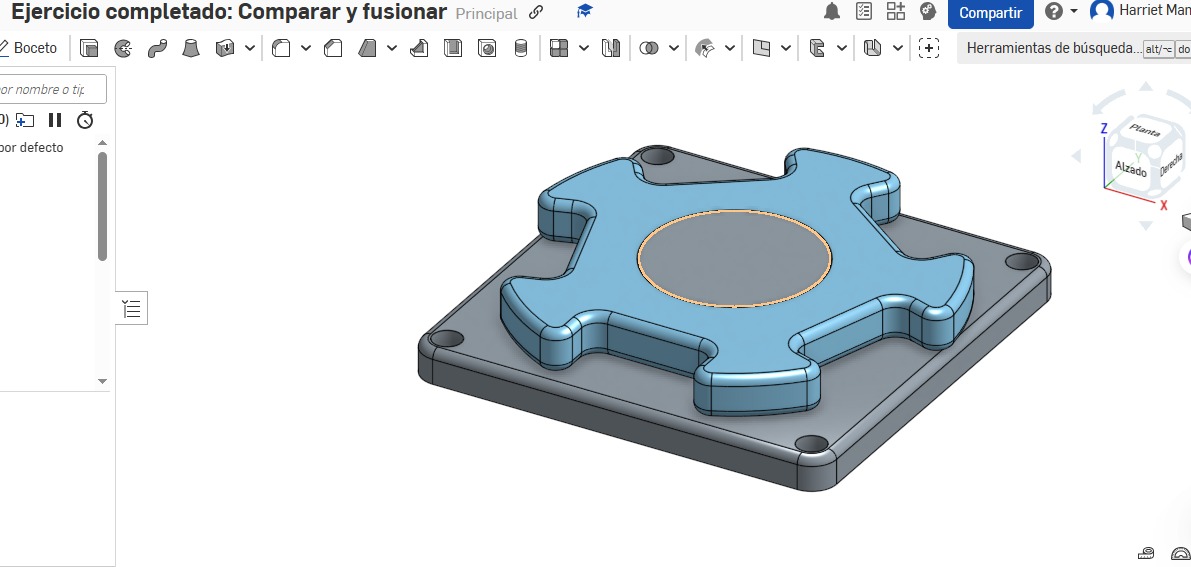 Ejercicio completado: Comparar y fusionar Principal
Compartir
Harriet Man
Boceto
Herramientas de búsqueda... alt/⌥ do
or nombre o tip
0)
por defecto
Z
Planta
Y
Alzado
Derecha
X